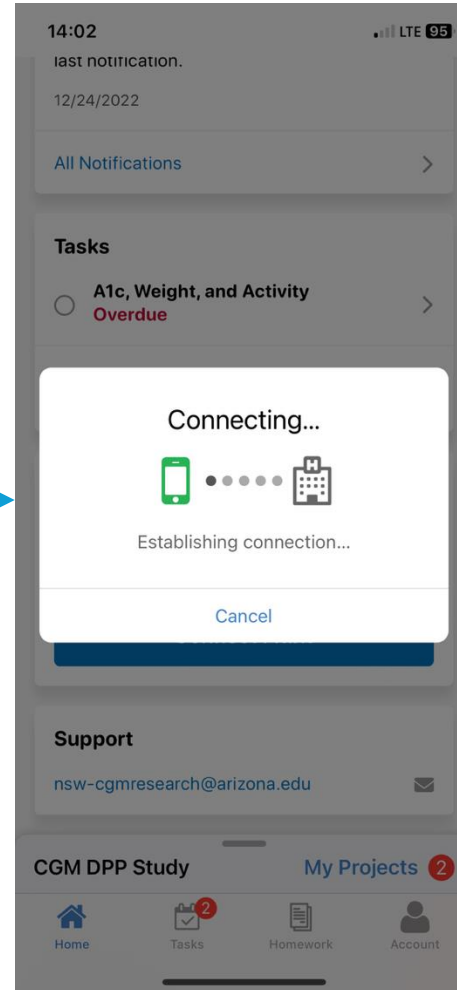 14:02
LTE 95
last notification.
12/24/2022
All Notifications
Tasks
A1c, Weight, and Activity
Overdue
Connecting...
H
Establishing connection...
Cancel
Support
nsw-cgmresearch@arizona.edu
CGM DPP Study
My Projects 2
2
Home
Tasks
Homework
Account